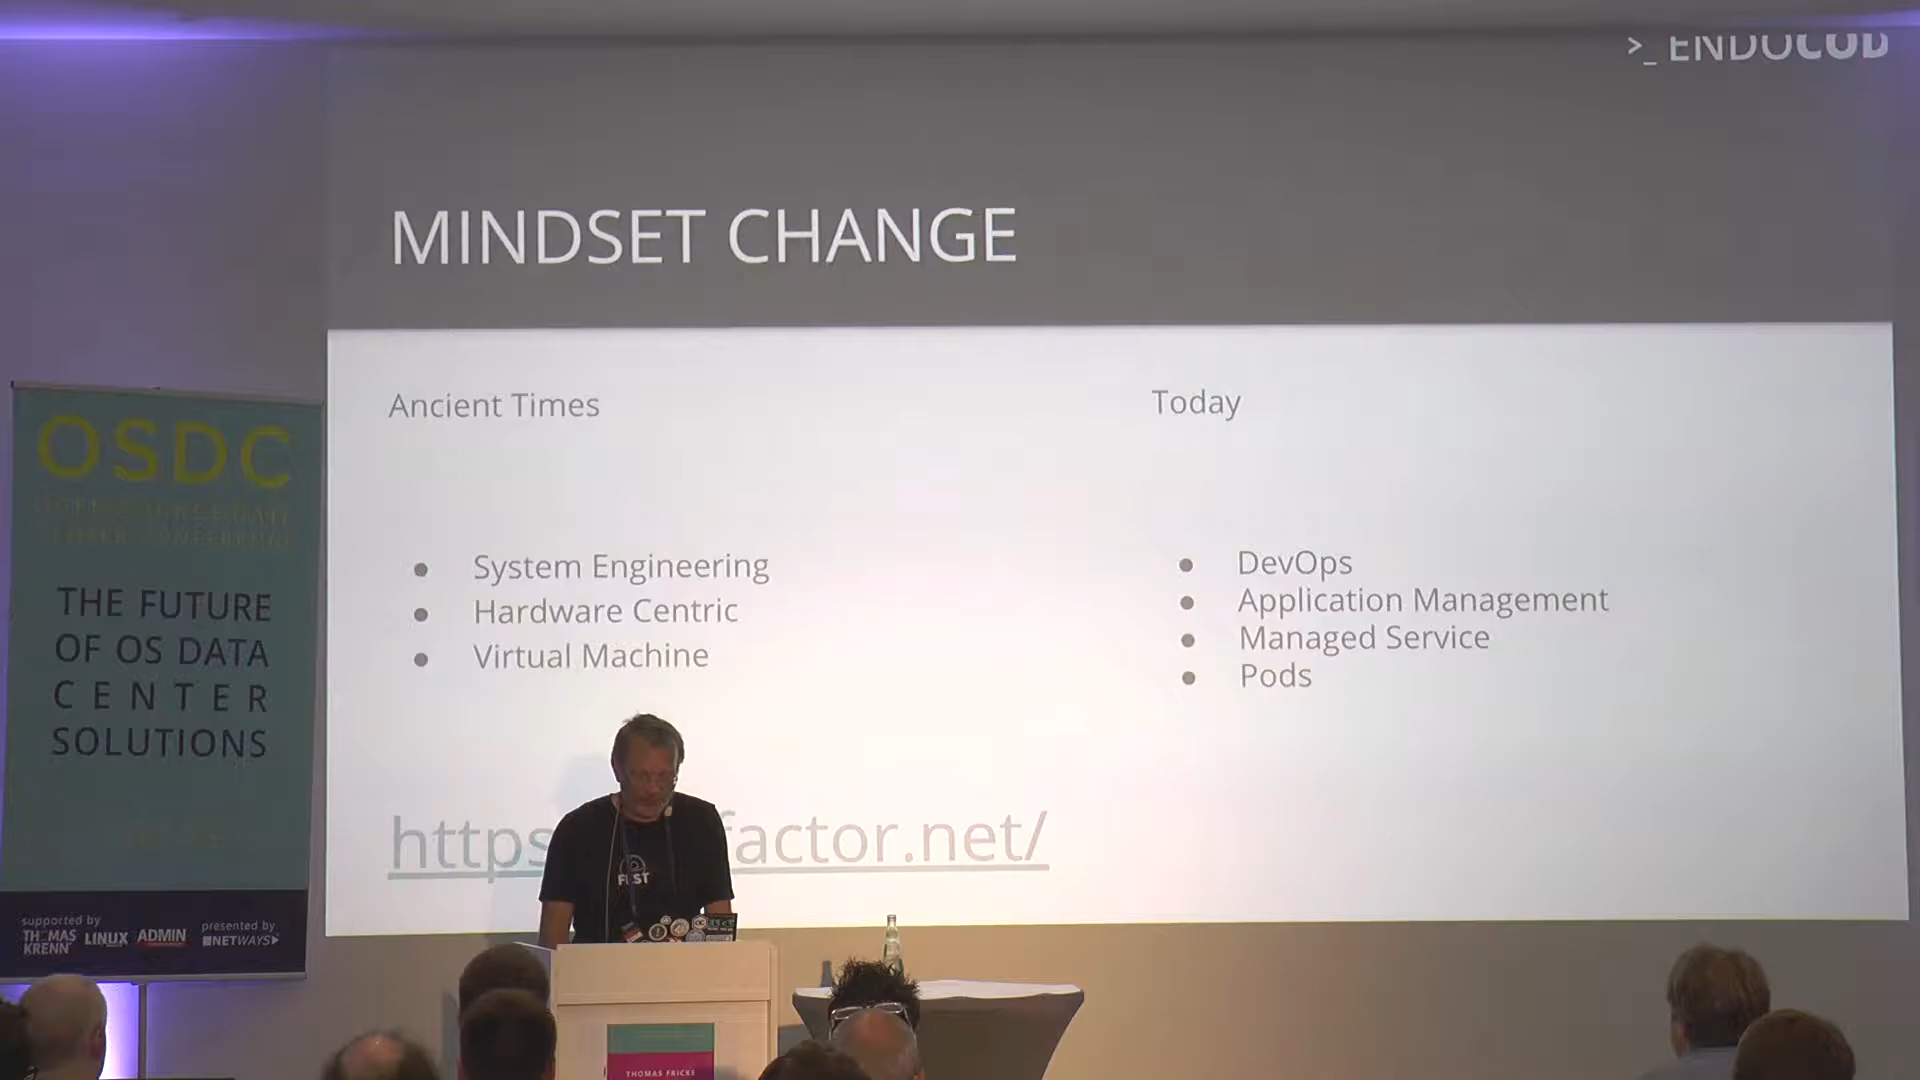 >_ ENDOCOD
MINDSET CHANGE
Ancient Times
System Engineering
Hardware Centric
Virtual Machine
Today
DevOps
Application Management
Managed Service
Pods
https factor.net/
OSDC
THE FUTURE
OF OS DATA
CENTER
SOLUTIONS
supported by
THOMAS
KRENN
LINUX
ADMIN
presented by
NETWAYS
THOMAS FRICKE